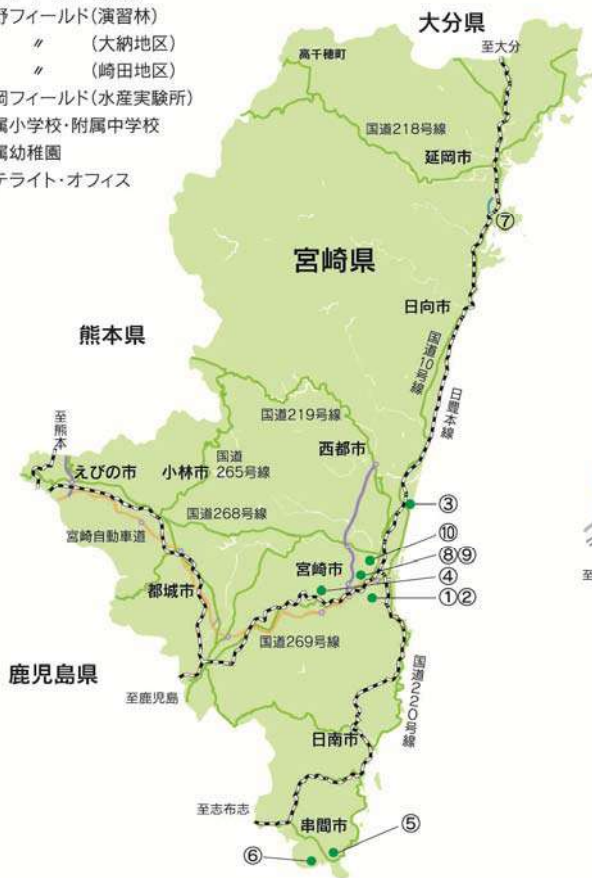 野フィールド(演習林)
〃 (大納地区)
〃 (崎田地区)
岡フィールド(水産実験所)
属小学校・附属中学校
属幼稚園
テライト・オフィス
大分県
至大分
高千穂町
国道218号線
延岡市
⑦
宮崎県
日向市
国道10号線
日豊本線
熊本県
至熊本
国道219号線
西都市
えびの市
小林市
国道
265号線
③
国道268号線
宮崎自動車道
⑩
⑧⑨
宮崎市
④
①②
都城市
国道269号線
鹿児島県
至鹿児島
国道220号線
日南市
至志布志
串間市
⑤
⑥
至